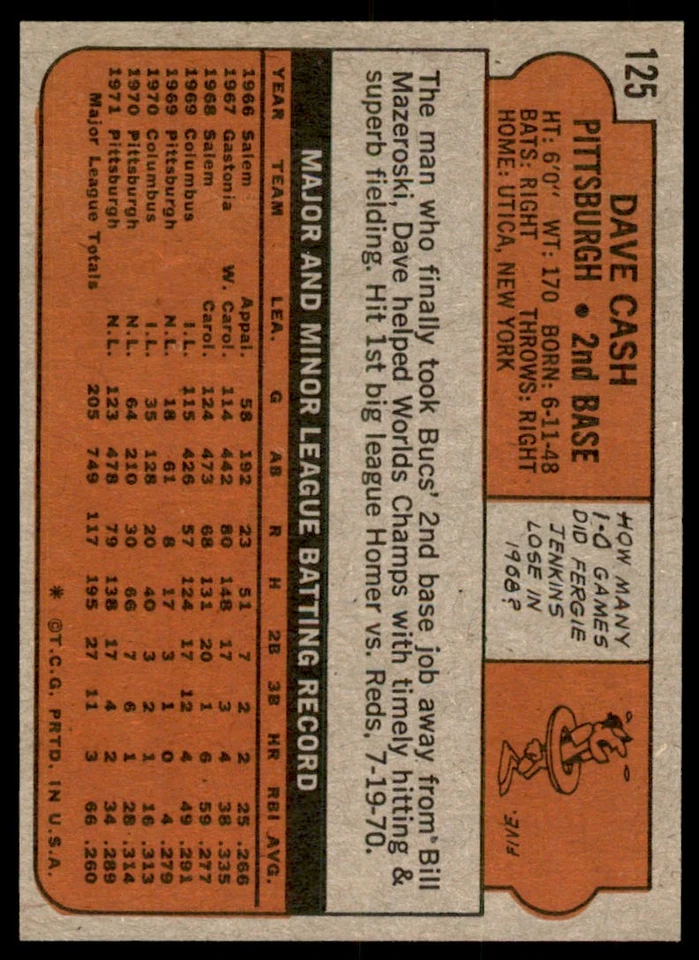 125
DAVE CASH
PITTSBURGH • 2nd BASE
HT: 6'0" WT: 170 BORN: 6-11-48
BATS: RIGHT THROWS: RIGHT
HOME: UTICA, NEW YORK
HOW MANY
1-0 GAMES
DID FERGIE
JENKINS
LOSE IN
1968?
FIVE.
The man who finally took Bucs' 2nd base job away from Bill
Mazeroski, Dave helped Worlds Champs with timely hitting &
superb fielding. Hit 1st big league Homer vs. Reds, 7-19-70.
MAJOR AND MINOR LEAGUE BATTING RECORD
YEAR TEAM LEA. G AB R H 2B 3B HR RBI AVG.
1966 Salem Appal. 58 192 23 51 7 2 2 25 .266
1967 Gastonia W. Carol. 114 442 80 148 17 3 4 38 .335
1968 Salem Carol. 124 473 68 131 20 1 6 59 .277
1969 Columbus I.L. 115 426 57 124 17 12 4 49 .291
1969 Pittsburgh N.L. 18 61 8 17 3 1 0 4 .279
1970 Columbus I.L. 35 128 20 40 3 2 1 16 .313
1970 Pittsburgh N.L. 64 210 30 66 7 6 1 28 .314
1971 Pittsburgh N.L. 123 478 79 138 17 4 2 34 .289
Major League Totals 205 749 117 195 27 11 3 66 .260
* ©T.C.G. PRTD. IN U.S.A.